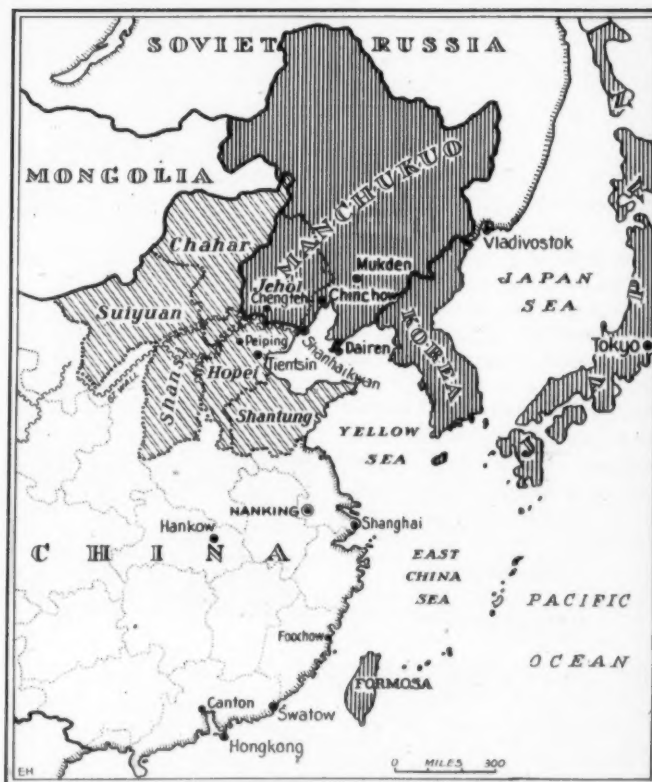 SOVIET RUSSIA
MONGOLIA
MANCHUKUO
Chahar
Vladivostok
Mukden
Jehol
Chengteh
Chinchow
JAPAN
SEA
Suiyuan
Peiping
Shanhaikwan
Dairen
KOREA
Tokyo
JAPAN
WALL
Tientsin
Hopei
Shansi
Shantung
YELLOW
SEA
NANKING
Hankow
Shanghai
CHINA
EAST
CHINA
SEA
PACIFIC
OCEAN
Foochow
FORMOSA
Canton
Swatow
Hongkong
0 MILES 300
EH